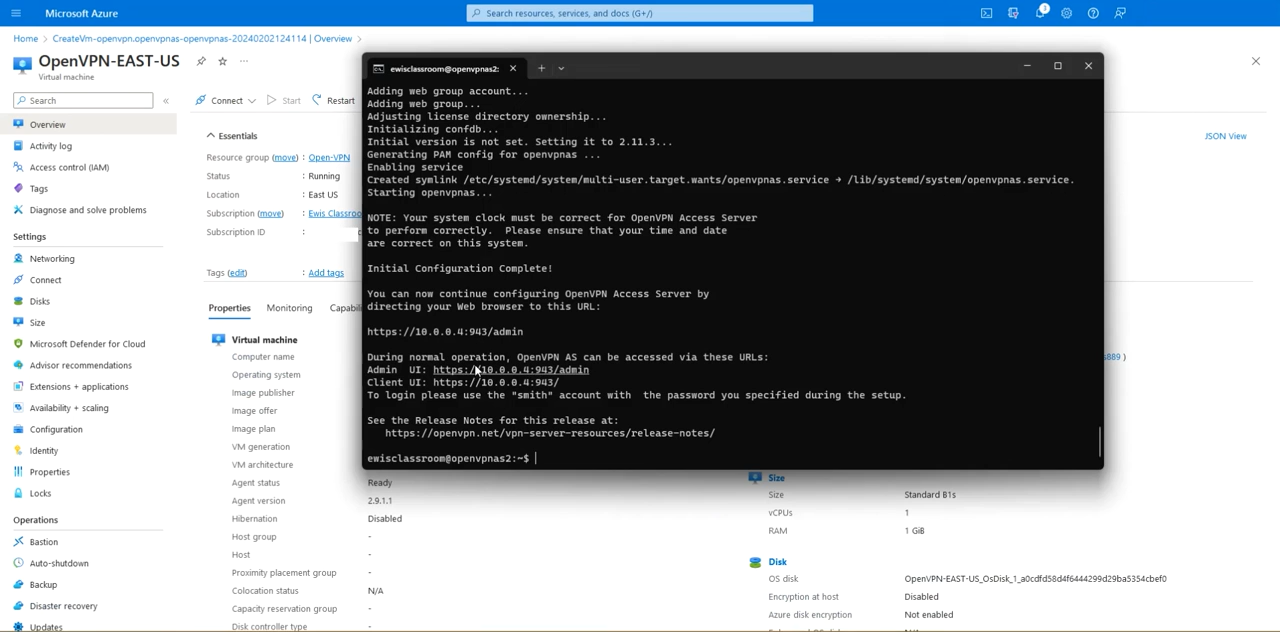 Microsoft Azure
Search resources, services, and docs (G+/)
1
Home > CreateVm-openvpn.openvpnas-openvpnas-20240202124114 | Overview >
OpenVPN-EAST-US
Virtual machine
Search
«
Connect
Start
Restart
Overview
Activity log
Access control (IAM)
Tags
Diagnose and solve problems
Settings
Networking
Connect
Disks
Size
Microsoft Defender for Cloud
Advisor recommendations
Extensions + applications
Availability + scaling
Configuration
Identity
Properties
Locks
Operations
Bastion
Auto-shutdown
Backup
Disaster recovery
Updates
Essentials
JSON View
Resource group (move) : Open-VPN
Status : Running
Location : East US
Subscription (move) : Ewis Classroo
Subscription ID :
Tags (edit) : Add tags
Properties Monitoring Capabili
Virtual machine
Computer name
Operating system
Image publisher
Image offer
Image plan
VM generation
VM architecture
Agent status Ready
Agent version 2.9.1.1
Hibernation Disabled
Host group -
Host -
Proximity placement group -
Colocation status N/A
Capacity reservation group -
Disk controller type -
s889 )
Size
Size Standard B1s
vCPUs 1
RAM 1 GiB
Disk
OS disk OpenVPN-EAST-US_OsDisk_1_a0cdfd58d4f6444299d29ba5354cbef0
Encryption at host Disabled
Azure disk encryption Not enabled
ewisclassroom@openvpnas2:
Adding web group account...
Adding web group...
Adjusting license directory ownership...
Initializing confdb...
Initial version is not set. Setting it to 2.11.3...
Generating PAM config for openvpnas ...
Enabling service
Created symlink /etc/systemd/system/multi-user.target.wants/openvpnas.service → /lib/systemd/system/openvpnas.service.
Starting openvpnas...
NOTE: Your system clock must be correct for OpenVPN Access Server
to perform correctly. Please ensure that your time and date
are correct on this system.
Initial Configuration Complete!
You can now continue configuring OpenVPN Access Server by
directing your Web browser to this URL:
https://10.0.0.4:943/admin
During normal operation, OpenVPN AS can be accessed via these URLs:
Admin UI: https://10.0.0.4:943/admin
Client UI: https://10.0.0.4:943/
To login please use the "smith" account with the password you specified during the setup.
See the Release Notes for this release at:
https://openvpn.net/vpn-server-resources/release-notes/
ewisclassroom@openvpnas2:~$